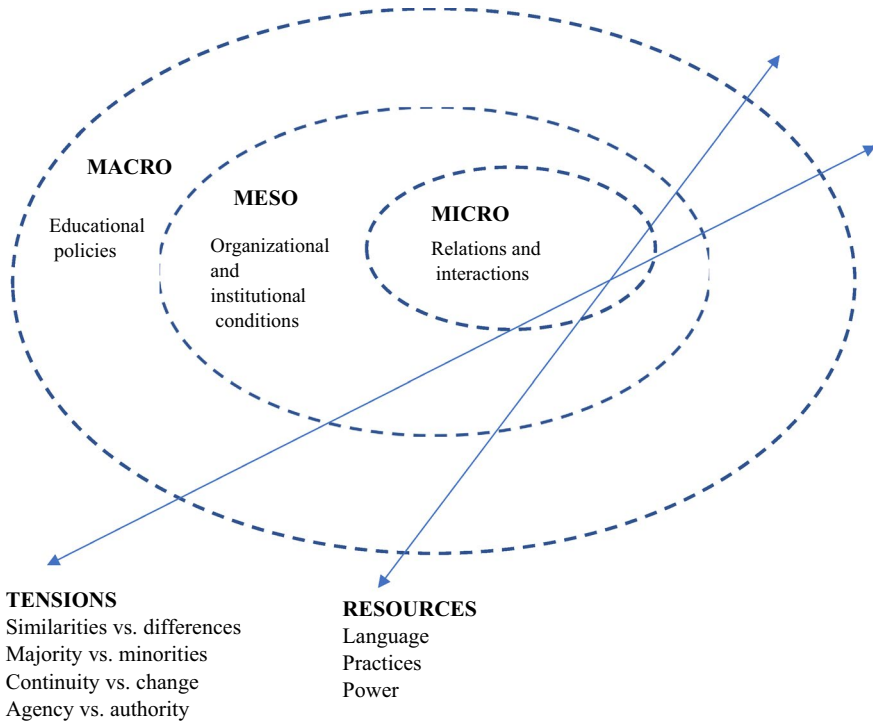 MACRO
Educational
policies
MESO
Organizational
and
institutional
conditions
MICRO
Relations and
interactions
TENSIONS
Similarities vs. differences
Majority vs. minorities
Continuity vs. change
Agency vs. authority
RESOURCES
Language
Practices
Power